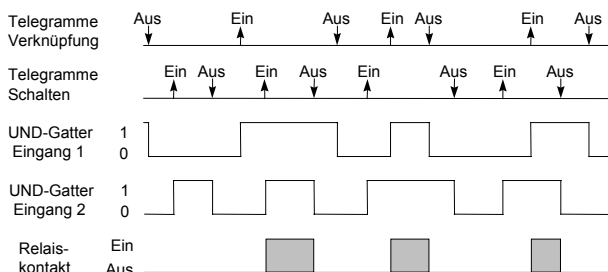 Telegramme
Verknüpfung
Aus Ein Aus Ein Aus Ein Aus
Telegramme
Schalten
Ein Aus Ein Aus Ein Aus Ein Aus
UND-Gatter 1
Eingang 1 0
UND-Gatter 1
Eingang 2 0
Relais- Ein
kontakt Aus